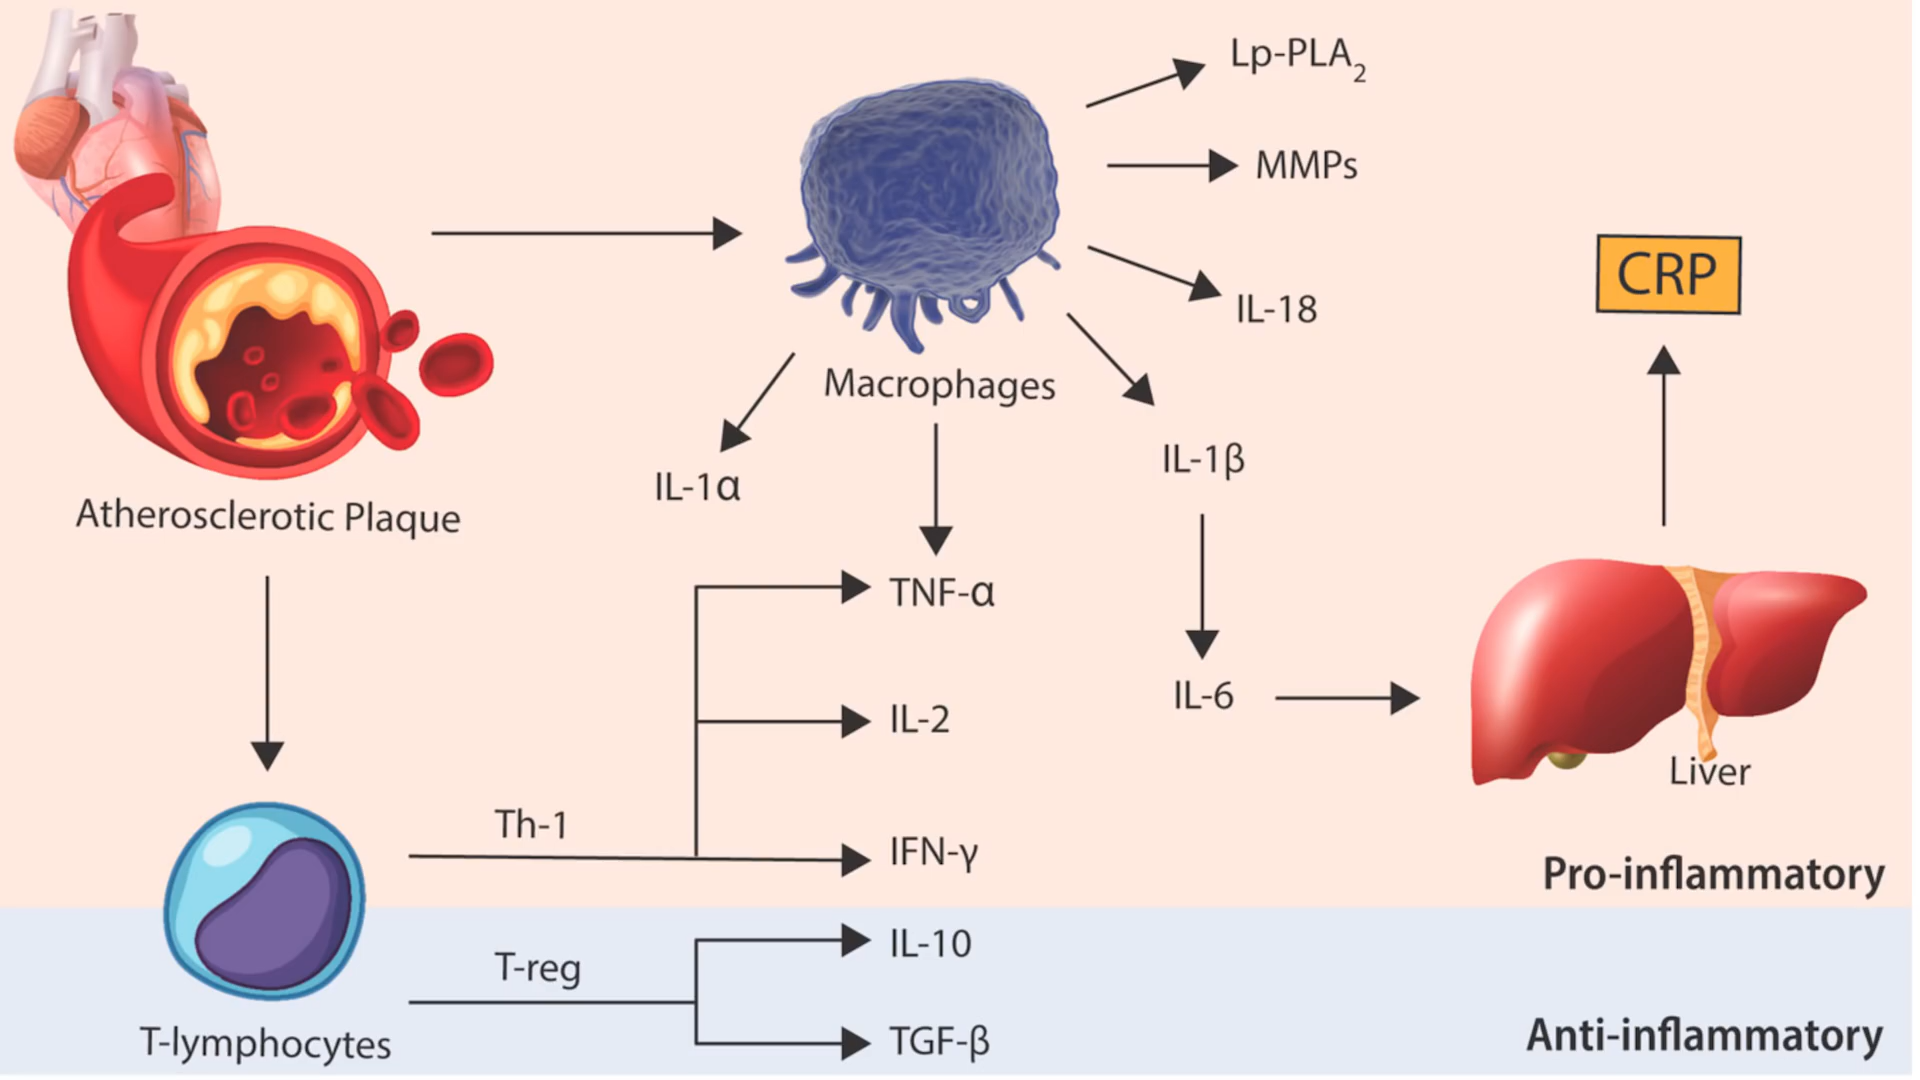 Lp-PLA₂
MMPs
CRP
IL-18
Macrophages
IL-1β
IL-1α
Atherosclerotic Plaque
TNF-α
IL-6
IL-2
Liver
Th-1
IFN-γ
Pro-inflammatory
IL-10
T-reg
T-lymphocytes
TGF-β
Anti-inflammatory